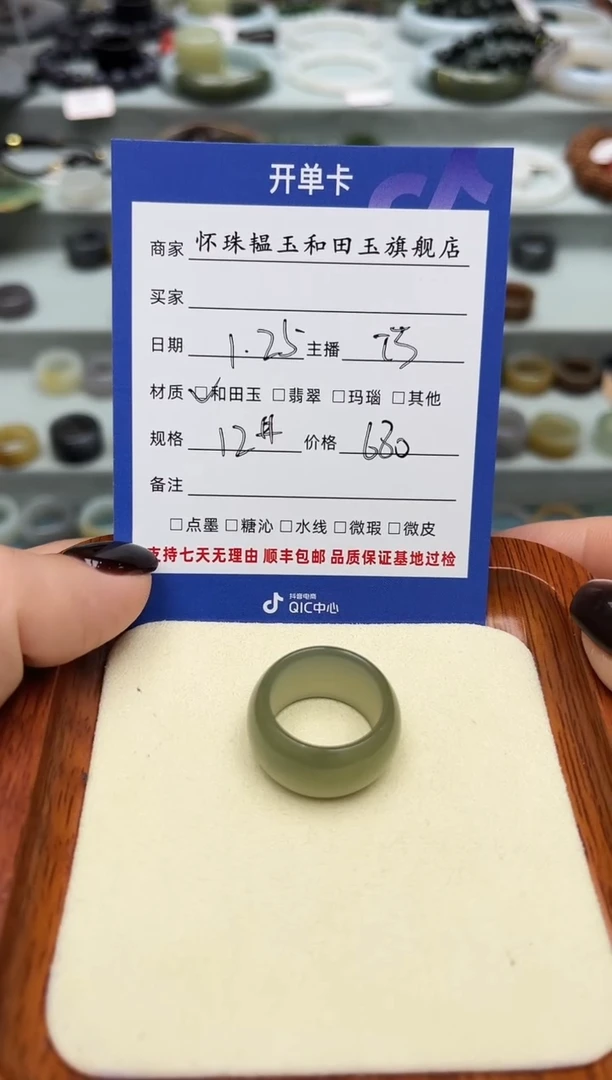 开单卡
商家 怀珠韫玉和田玉旗舰店
买家
日期 1.25 主播
材质 ☑和田玉 □翡翠 □玛瑙 □其他
规格 12# 价格 680
备注
□点墨 □糖沁 □水线 □微瑕 □微皮
支持七天无理由 顺丰包邮 品质保证基地过检
抖音电商
QIC中心